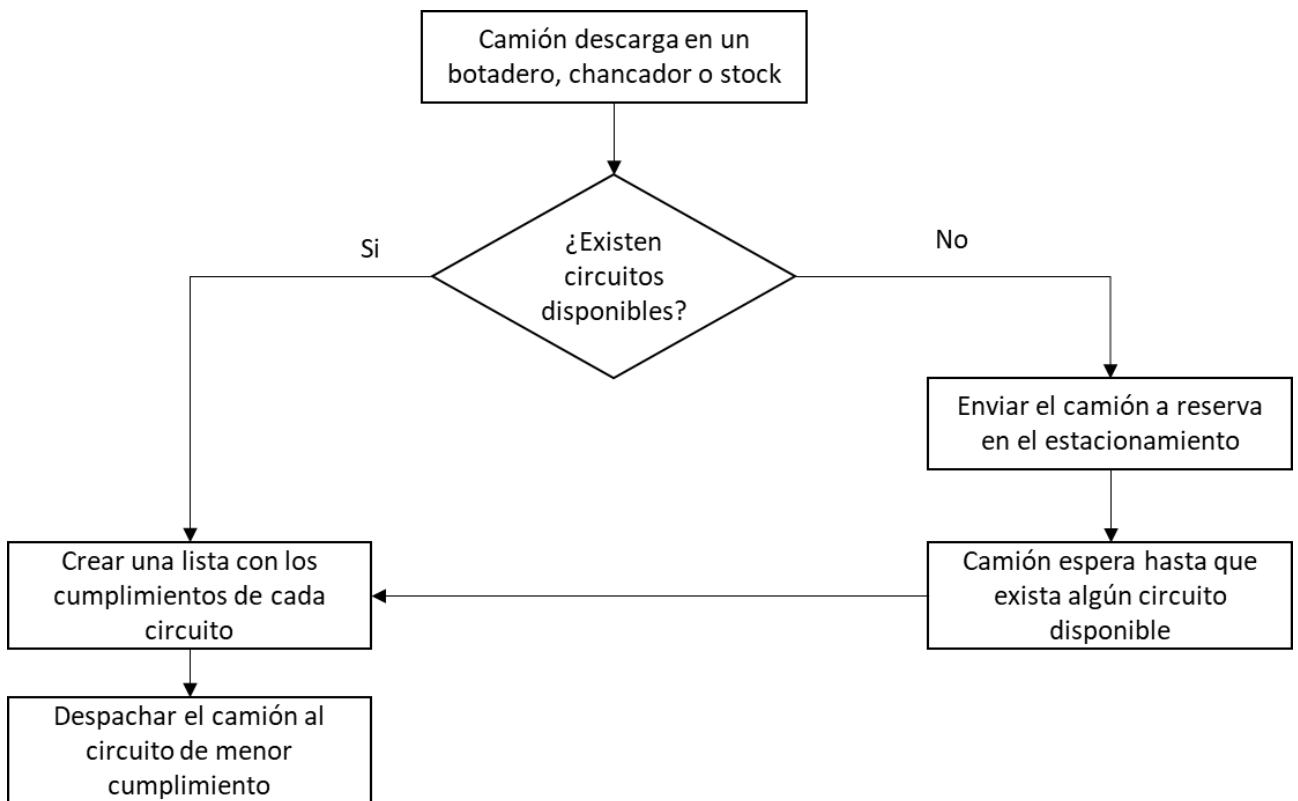 Camión descarga en un
botadero, chancador o stock
Si
¿Existen
circuitos
disponibles?
No
Enviar el camión a reserva
en el estacionamiento
Crear una lista con los
cumplimientos de cada
circuito
Camión espera hasta que
exista algún circuito
disponible
Despachar el camión al
circuito de menor
cumplimiento